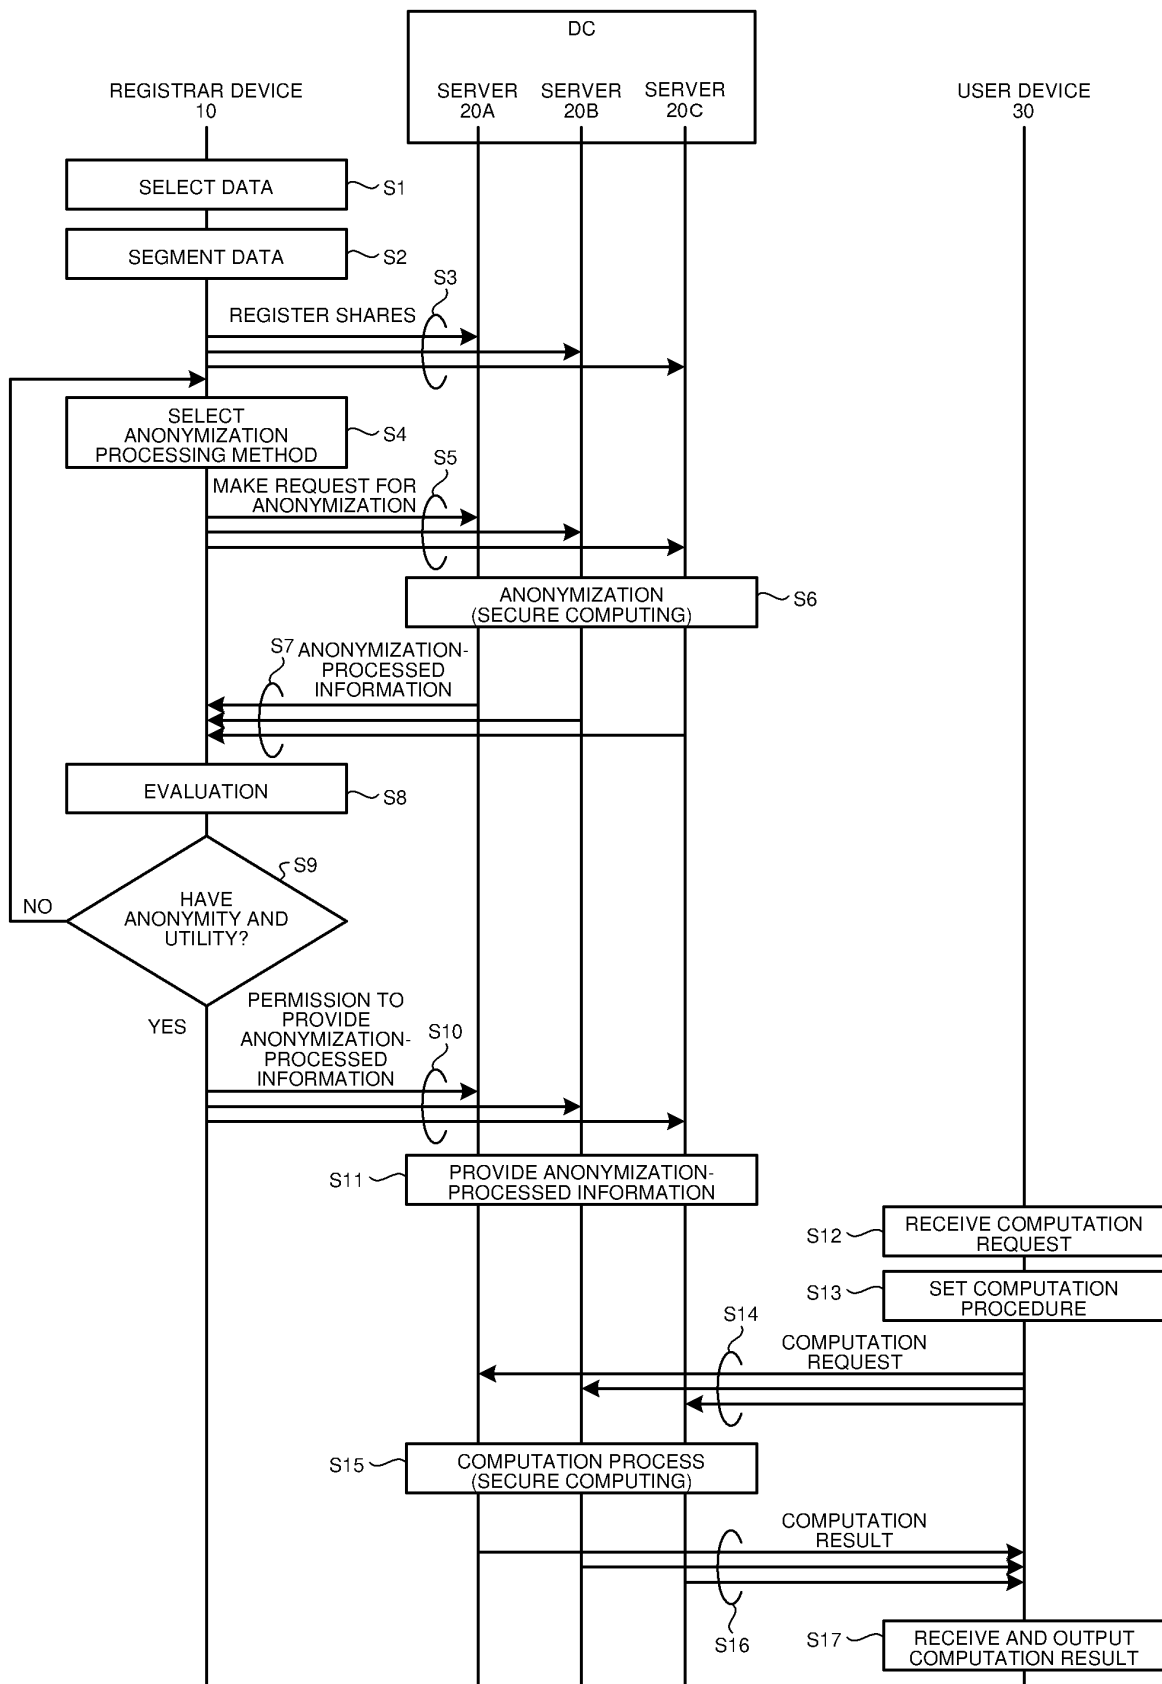 DC
REGISTRAR DEVICE
10
SERVER
20A
SERVER
20B
SERVER
20C
USER DEVICE
30
SELECT DATA
S1
SEGMENT DATA
S2
S3
REGISTER SHARES
SELECT
ANONYMIZATION
PROCESSING METHOD
S4
S5
MAKE REQUEST FOR
ANONYMIZATION
ANONYMIZATION
(SECURE COMPUTING)
S6
S7
ANONYMIZATION-
PROCESSED
INFORMATION
EVALUATION
S8
S9
HAVE
ANONYMITY AND
UTILITY?
NO
YES
PERMISSION TO
PROVIDE
ANONYMIZATION-
PROCESSED
INFORMATION
S10
S11
PROVIDE ANONYMIZATION-
PROCESSED INFORMATION
S12
RECEIVE COMPUTATION
REQUEST
S13
SET COMPUTATION
PROCEDURE
S14
COMPUTATION
REQUEST
S15
COMPUTATION PROCESS
(SECURE COMPUTING)
COMPUTATION
RESULT
S16
S17
RECEIVE AND OUTPUT
COMPUTATION RESULT